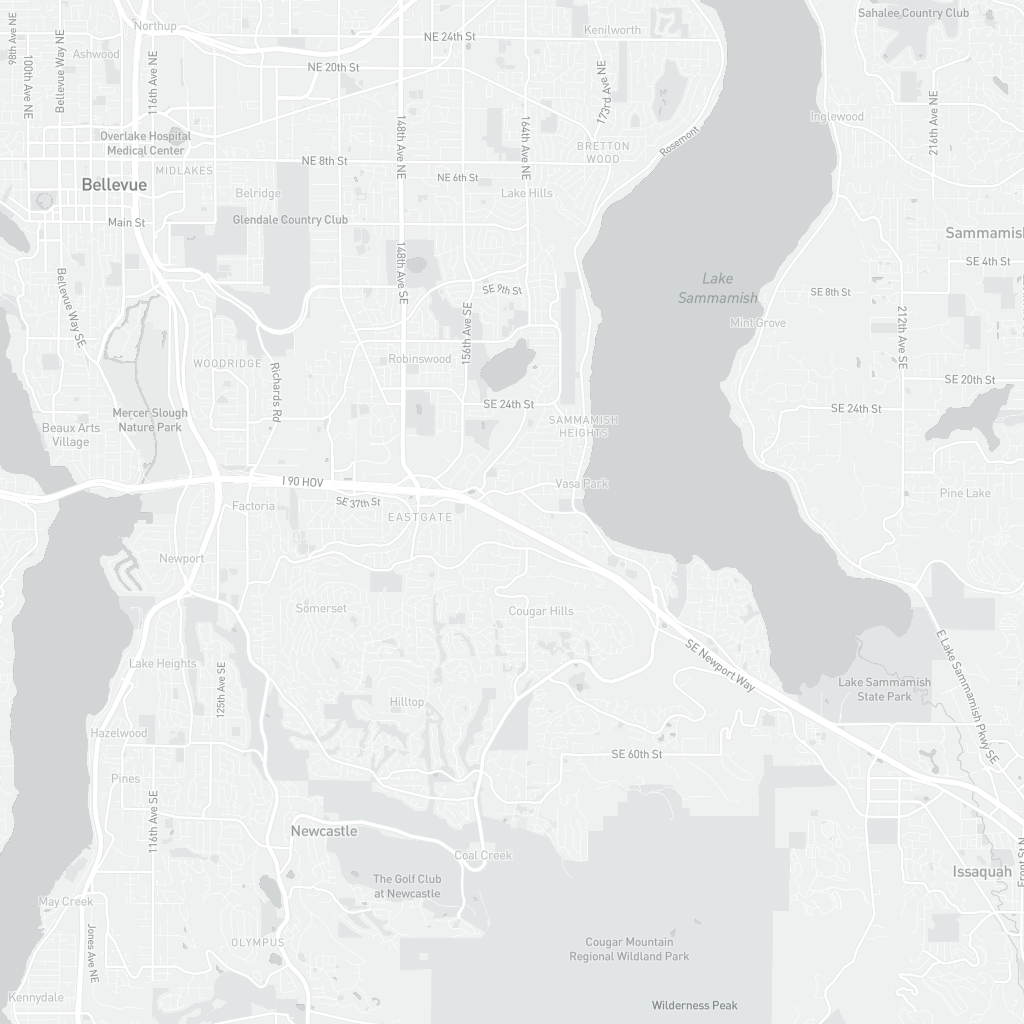 Northup
NE 24th St
Kenilworth
Sahalee Country Club
98th Ave NE
100th Ave NE
Bellevue Way NE
Ashwood
116th Ave NE
NE 20th St
173rd Ave NE
Inglewood
216th Ave NE
Overlake Hospital
Medical Center
148th Ave NE
164th Ave NE
BRETTON
WOOD
Rosemont
MIDLAKES
NE 8th St
NE 6th St
Bellevue
Belridge
Lake Hills
Main St
Glendale Country Club
Sammamish
SE 4th St
Bellevue Way SE
148th Ave SE
SE 9th St
Lake
Sammamish
SE 8th St
156th Ave SE
Mint Grove
212th Ave SE
WOODRIDGE
Richards Rd
Robinswood
SE 20th St
Mercer Slough
Nature Park
SE 24th St
SE 24th St
Beaux Arts
Village
SAMMAMISH
HEIGHTS
I 90 HOV
Vasa Park
Pine Lake
Factoria
SE 37th St
EASTGATE
Newport
Somerset
Cougar Hills
Lake Heights
125th Ave SE
SE Newport Way
E Lake Sammamish Pkwy SE
Lake Sammamish
State Park
Hilltop
Hazelwood
SE 60th St
Pines
116th Ave SE
Newcastle
Coal Creek
Front St N
Issaquah
The Golf Club
at Newcastle
May Creek
Jones Ave NE
OLYMPUS
Cougar Mountain
Regional Wildland Park
Kennydale
Wilderness Peak